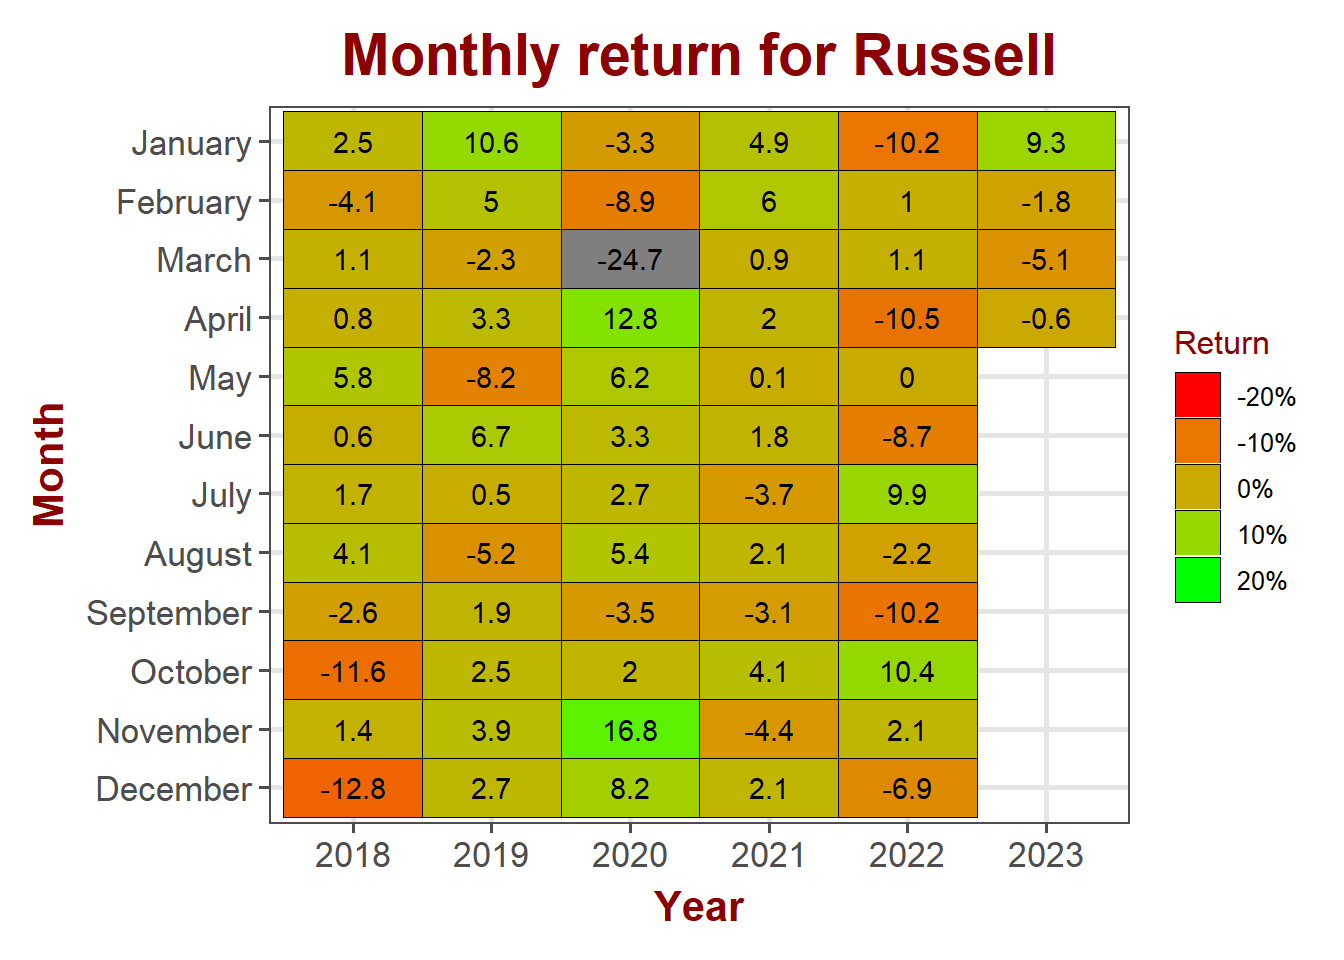 Monthly return for Russell
January 2.5 10.6 -3.3 4.9 -10.2 9.3
February -4.1 5 -8.9 6 1 -1.8
March 1.1 -2.3 -24.7 0.9 1.1 -5.1
April 0.8 3.3 12.8 2 -10.5 -0.6
May 5.8 -8.2 6.2 0.1 0
June 0.6 6.7 3.3 1.8 -8.7
July 1.7 0.5 2.7 -3.7 9.9
August 4.1 -5.2 5.4 2.1 -2.2
September -2.6 1.9 -3.5 -3.1 -10.2
October -11.6 2.5 2 4.1 10.4
November 1.4 3.9 16.8 -4.4 2.1
December -12.8 2.7 8.2 2.1 -6.9
2018 2019 2020 2021 2022 2023
Year
Month
Return
-20%
-10%
0%
10%
20%